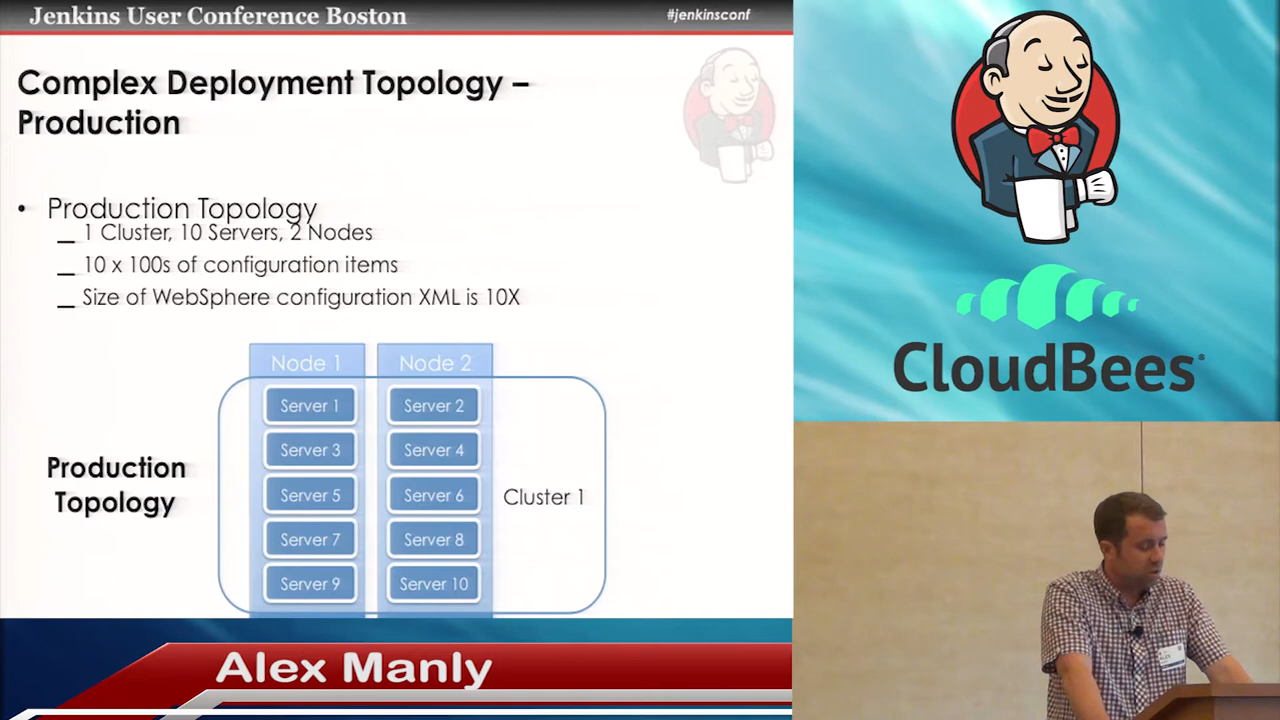 Jenkins User Conference Boston
#jenkinsconf
Complex Deployment Topology –
Production
• Production Topology
_ 1 Cluster, 10 Servers, 2 Nodes
_ 10 x 100s of configuration items
_ Size of WebSphere configuration XML is 10X
Node 1 Node 2
Server 1 Server 2
Server 3 Server 4
Server 5 Server 6
Server 7 Server 8
Server 9 Server 10
Production
Topology
Cluster 1
Alex Manly
CloudBees
ALEX